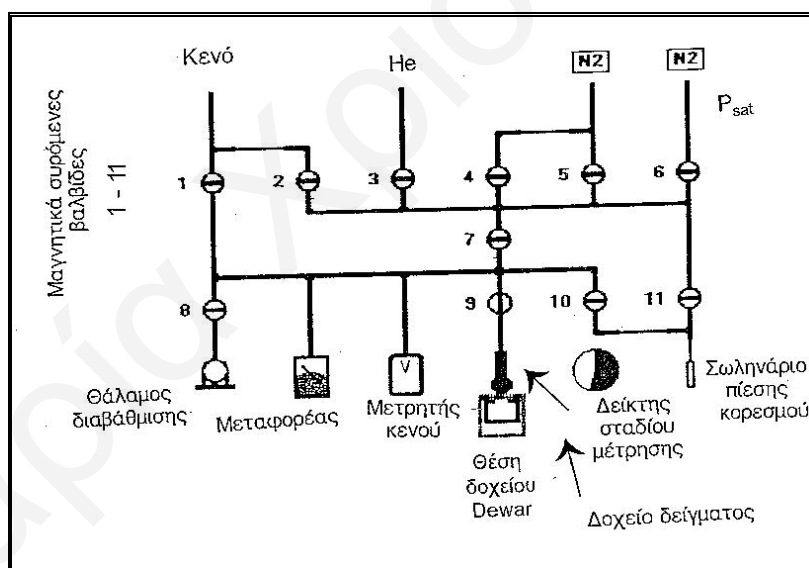 Κενό
He
N2
N2
P sat
Μαγνητικά συρόμενες
βαλβίδες
1 - 11
1
2
3
4
5
6
7
8
9
10
11
V
Θάλαμος
διαβάθμισης
Μεταφορέας
Μετρητής
κενού
Θέση
δοχείου
Dewar
Δείκτης
σταδίου
μέτρησης
Σωληνάριο
πίεσης
κορεσμού
Δοχείο δείγματος